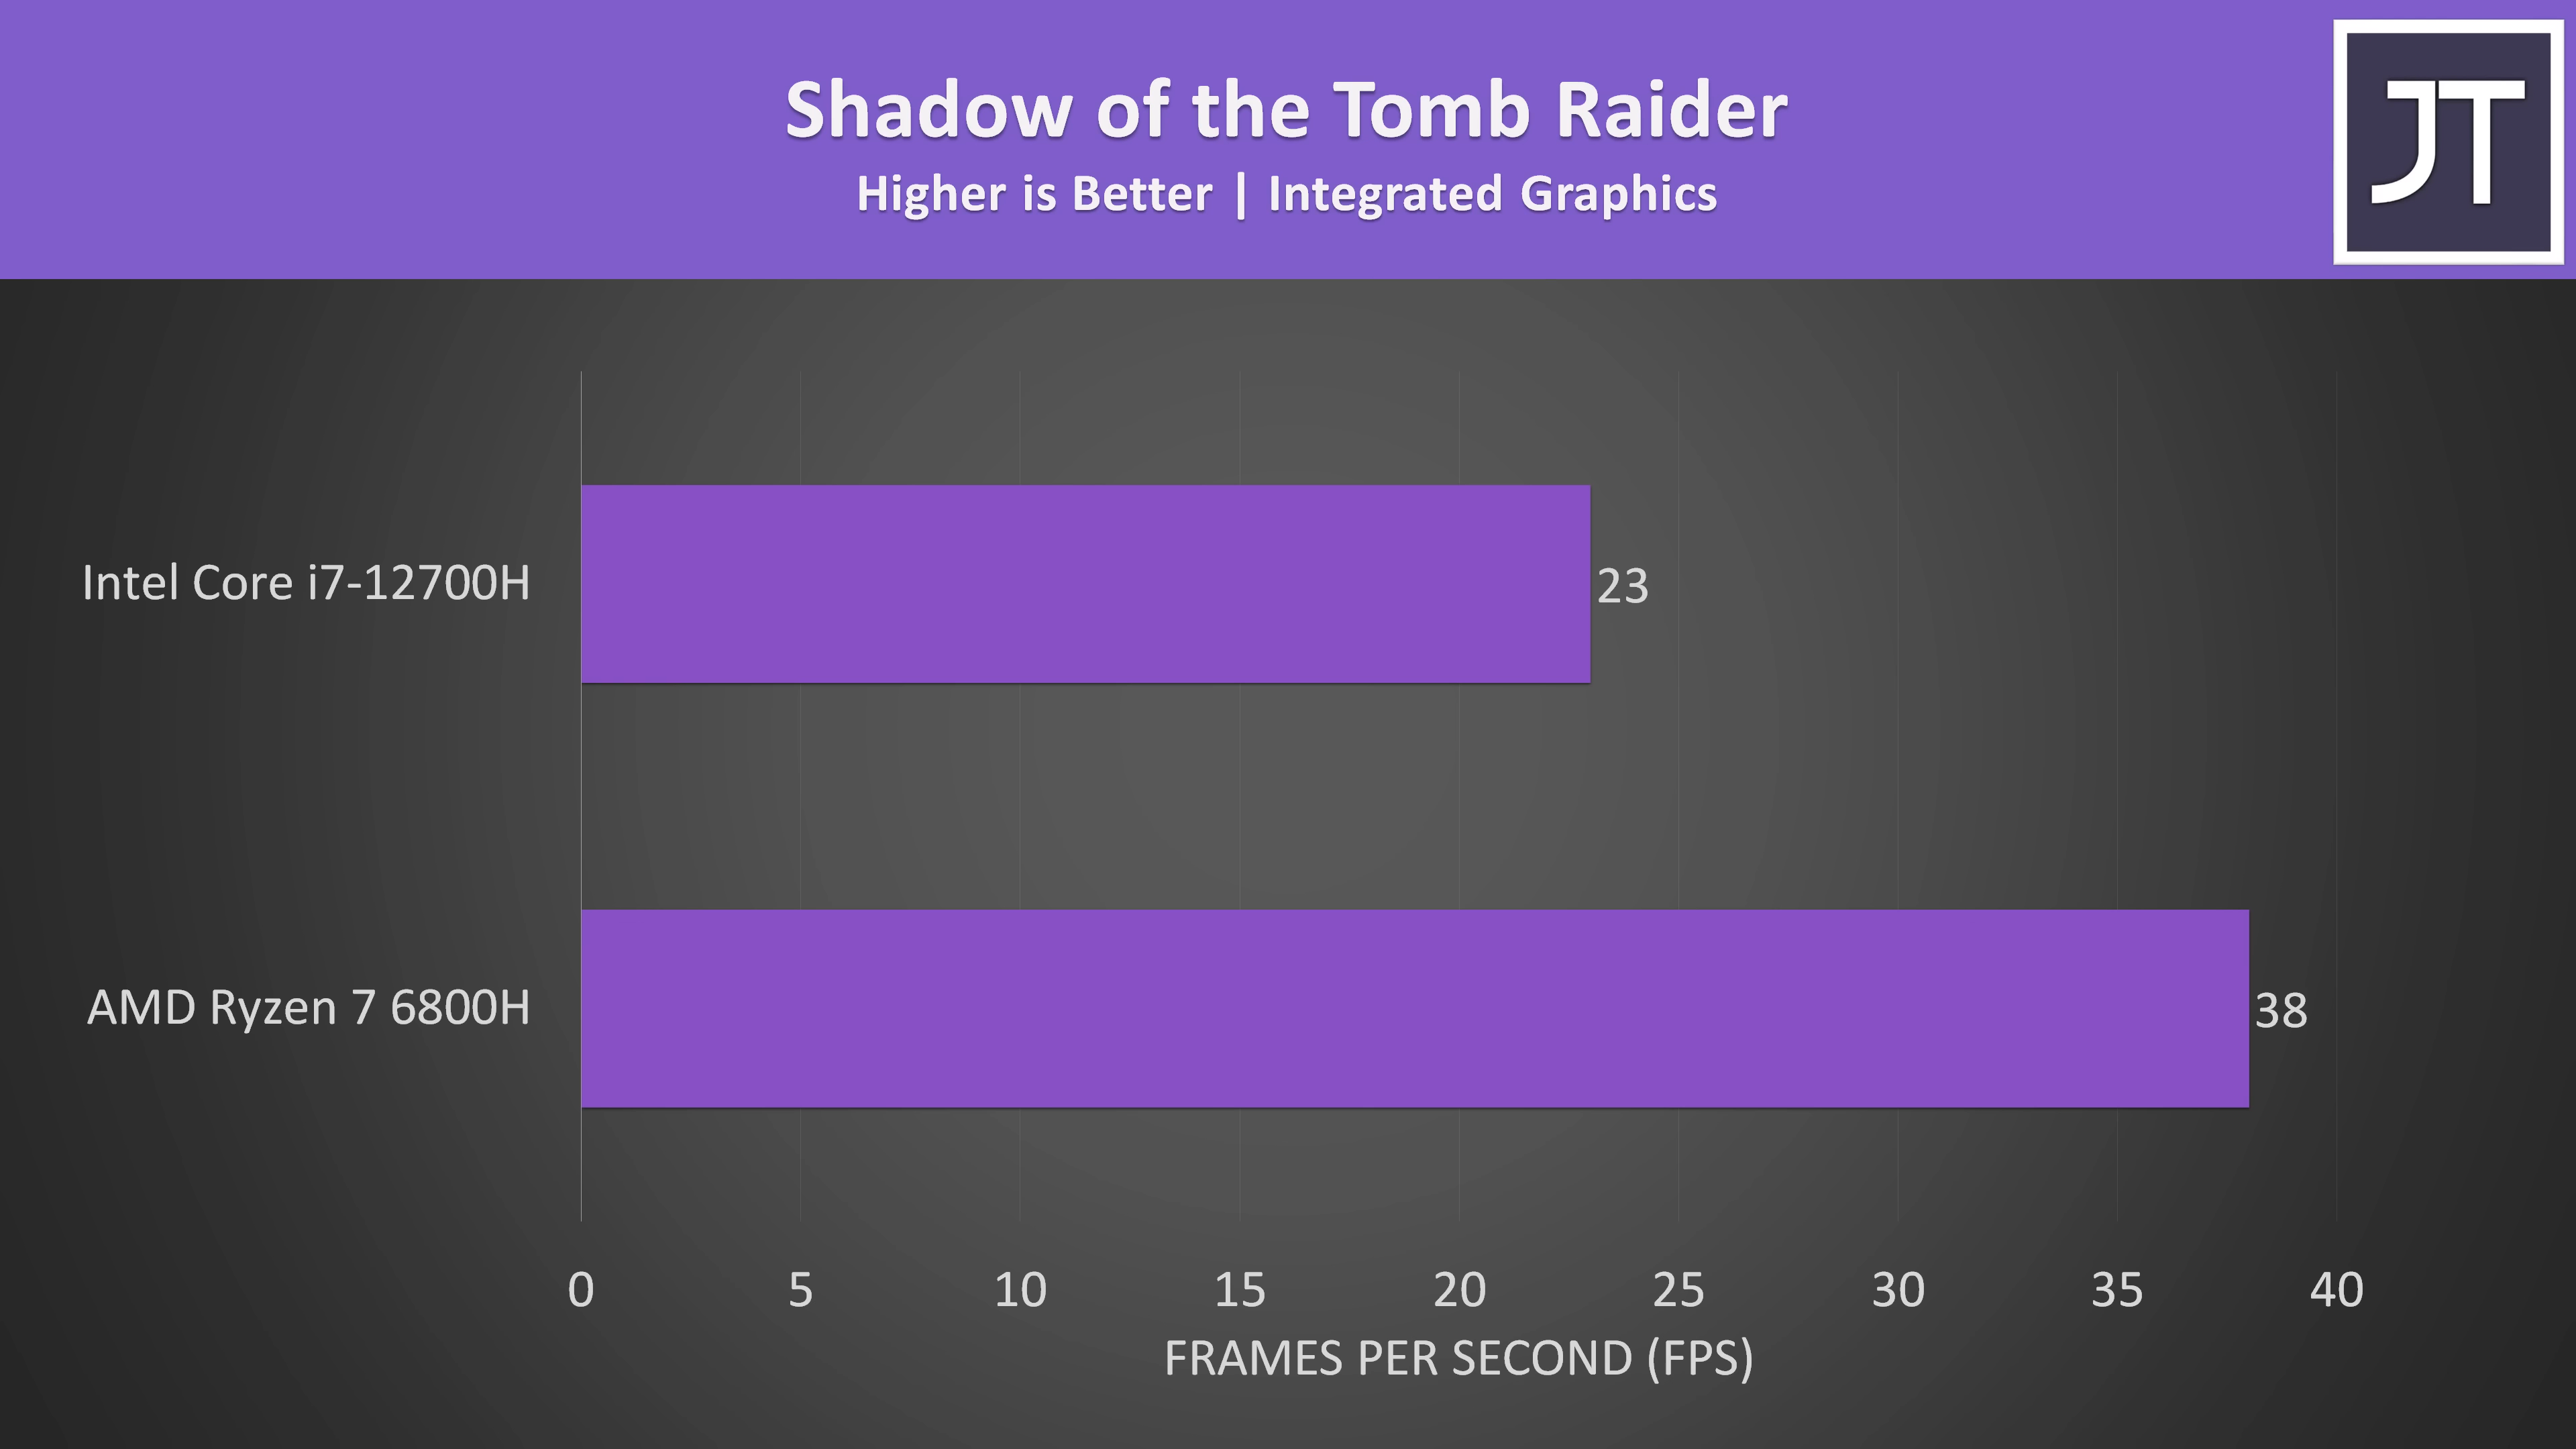 Shadow of the Tomb Raider
Higher is Better | Integrated Graphics
JT
Intel Core i7-12700H
23
AMD Ryzen 7 6800H
38
0 5 10 15 20 25 30 35 40
FRAMES PER SECOND (FPS)